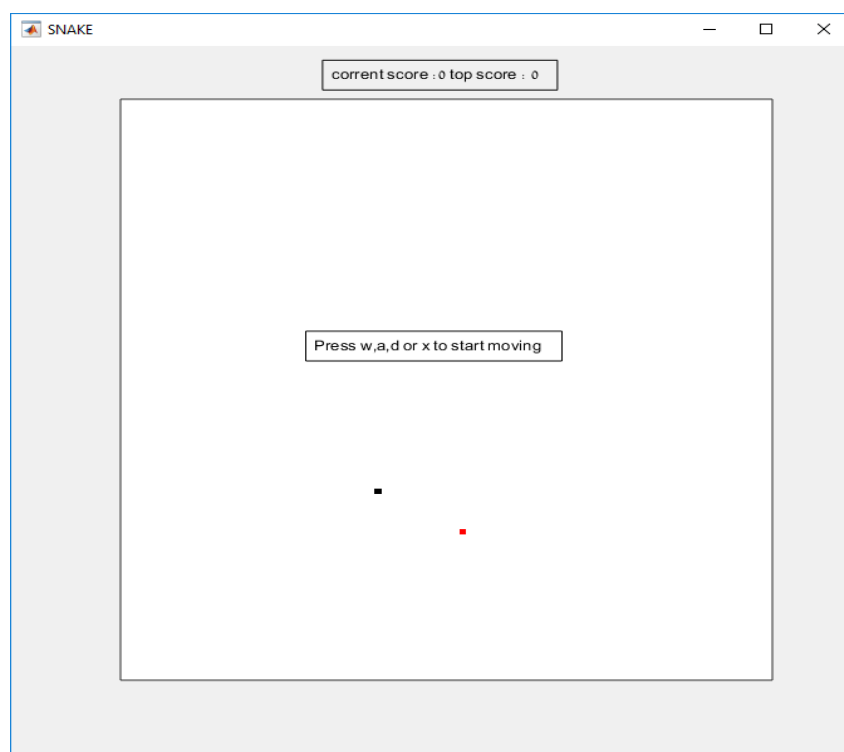 SNAKE
corrent score : 0 top score : 0
Press w,a,d or x to start moving